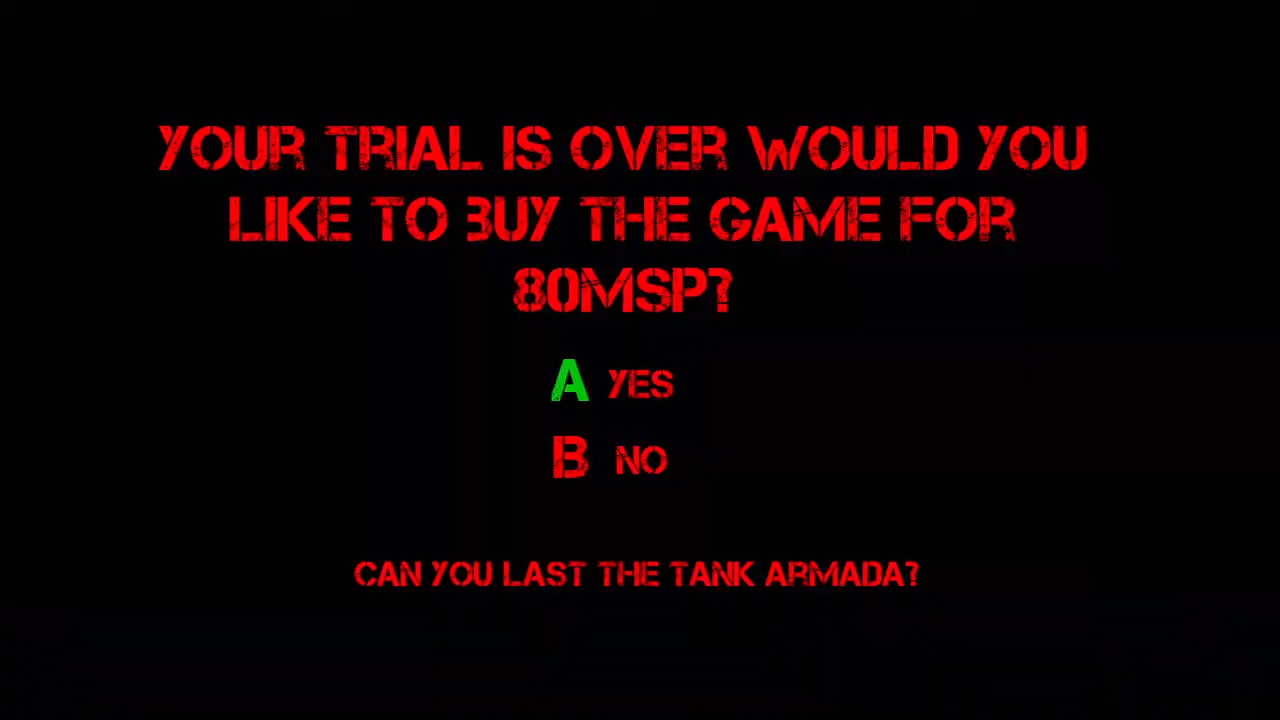 YOUR TRIAL IS OVER WOULD YOU
LIKE TO BUY THE GAME FOR
80MSP?
A YES
B NO
CAN YOU LAST THE TANK ARMADA?